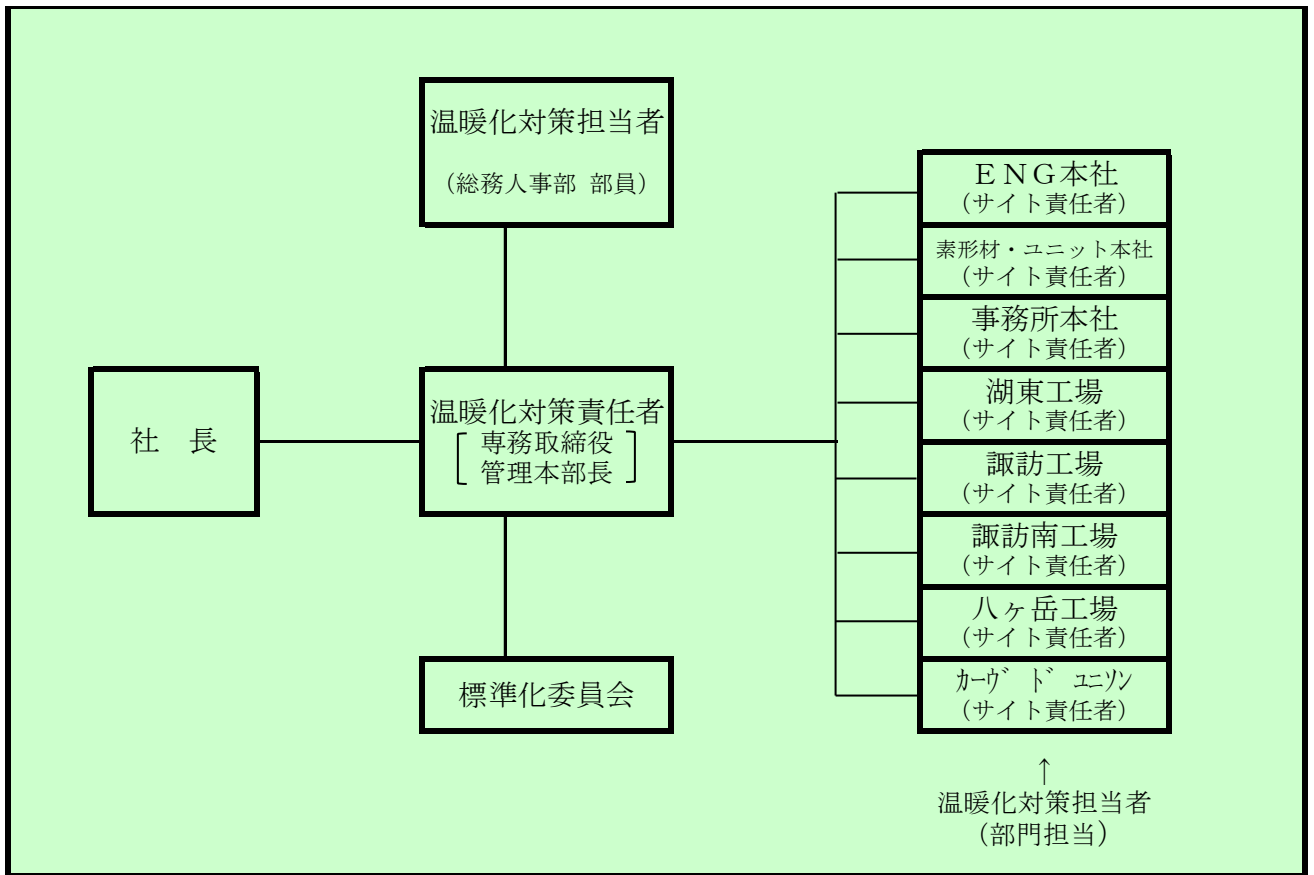 温暖化対策担当者
（総務人事部 部員）
社 長
温暖化対策責任者
専務取締役
管理本部長
標準化委員会
ＥＮＧ本社
（サイト責任者）
素形材・ユニット本社
（サイト責任者）
事務所本社
（サイト責任者）
湖東工場
（サイト責任者）
諏訪工場
（サイト責任者）
諏訪南工場
（サイト責任者）
八ヶ岳工場
（サイト責任者）
ｶｰｳﾞﾄﾞ ﾕﾆｿﾝ
（サイト責任者）
↑
温暖化対策担当者
（部門担当）